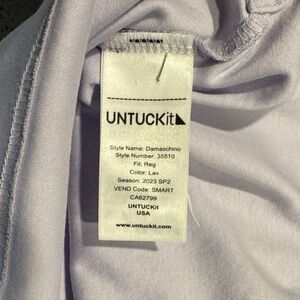 UNTUCKit
Style Name: Damaschino
Style Number: 35510
Fit: Reg
Color: Lav
Season: 2023 SP2
VEND Code: SMART
CA62799
UNTUCKit
USA
www.untuckit.com